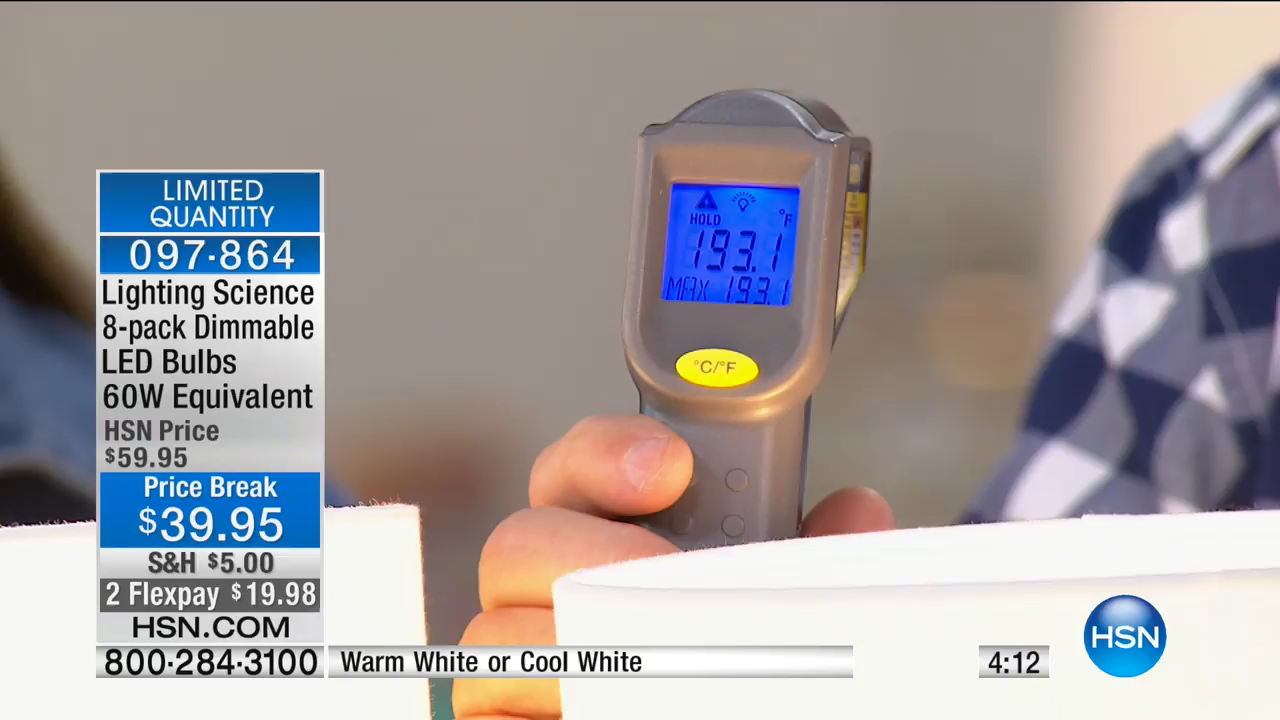 LIMITED
QUANTITY
097-864
Lighting Science
8-pack Dimmable
LED Bulbs
60W Equivalent
HSN Price
$59.95
Price Break
$39.95
S&H $5.00
2 Flexpay $19.98
HSN.COM
800-284-3100
Warm White or Cool White
4:12
HSN
HOLD °F
193.1
MAX 193.1
°C/°F